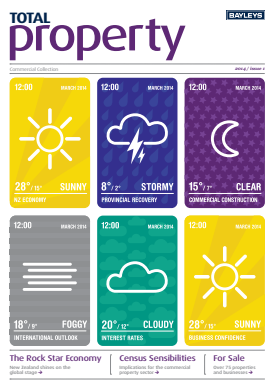 TOTAL
property
BAYLEYS
Commercial Collection
2014 / Issue 1
12:00 MARCH 2014
28° / 15° SUNNY
NZ ECONOMY
12:00 MARCH 2014
8° / 2° STORMY
PROVINCIAL RECOVERY
12:00 MARCH 2014
15° / 7° CLEAR
COMMERCIAL CONSTRUCTION
12:00 MARCH 2014
18° / 9° FOGGY
INTERNATIONAL OUTLOOK
12:00 MARCH 2014
20° / 12° CLOUDY
INTEREST RATES
12:00 MARCH 2014
28° / 15° SUNNY
BUSINESS CONFIDENCE
The Rock Star Economy
New Zealand thrives on the
global stage
Census Sensibilities
Implications for the commercial
property sector
For Sale
Over 75 properties
and businesses